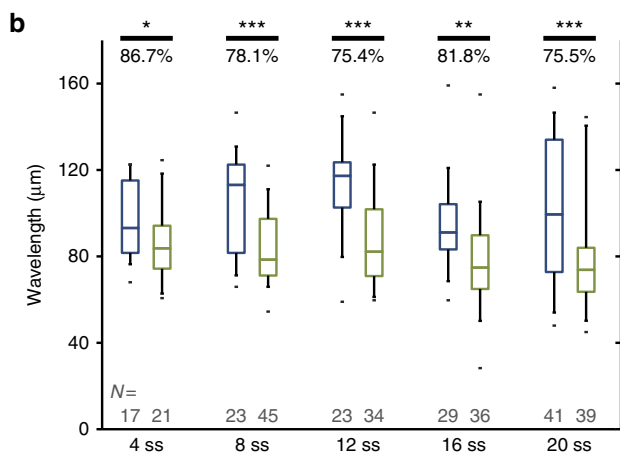 b
* *** *** ** ***
86.7% 78.1% 75.4% 81.8% 75.5%
160
120
80
40
0
Wavelength (μm)
N=
17 21 23 45 23 34 29 36 41 39
4 ss 8 ss 12 ss 16 ss 20 ss